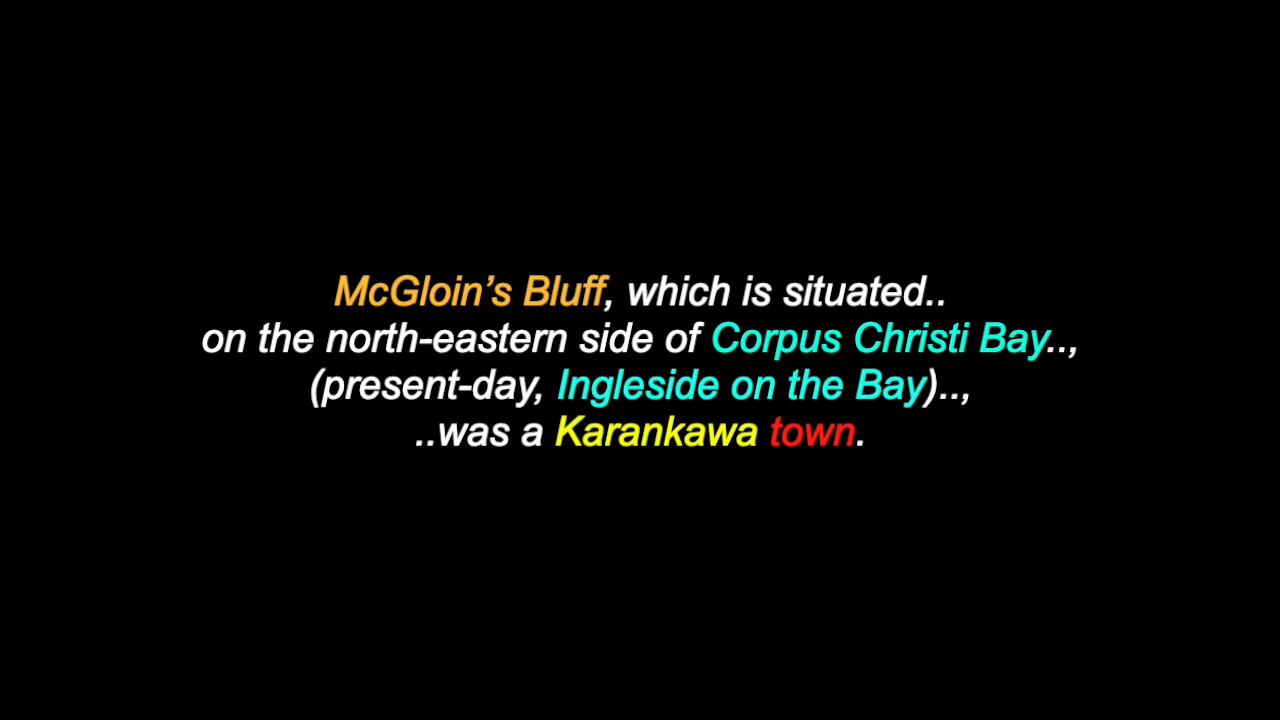 McGloin’s Bluff, which is situated..
on the north-eastern side of Corpus Christi Bay..,
(present-day, Ingleside on the Bay)..,
..was a Karankawa town.